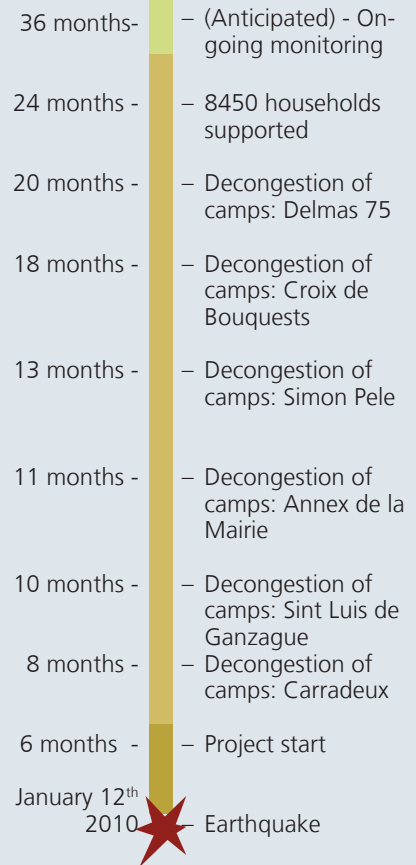 36 months- – (Anticipated) - On-
going monitoring
24 months - – 8450 households
supported
20 months - – Decongestion of
camps: Delmas 75
18 months - – Decongestion of
camps: Croix de
Bouquests
13 months - – Decongestion of
camps: Simon Pele
11 months - – Decongestion of
camps: Annex de la
Mairie
10 months - – Decongestion of
camps: Sint Luis de
Ganzague
8 months - – Decongestion of
camps: Carradeux
6 months - – Project start
January 12th
2010 – Earthquake